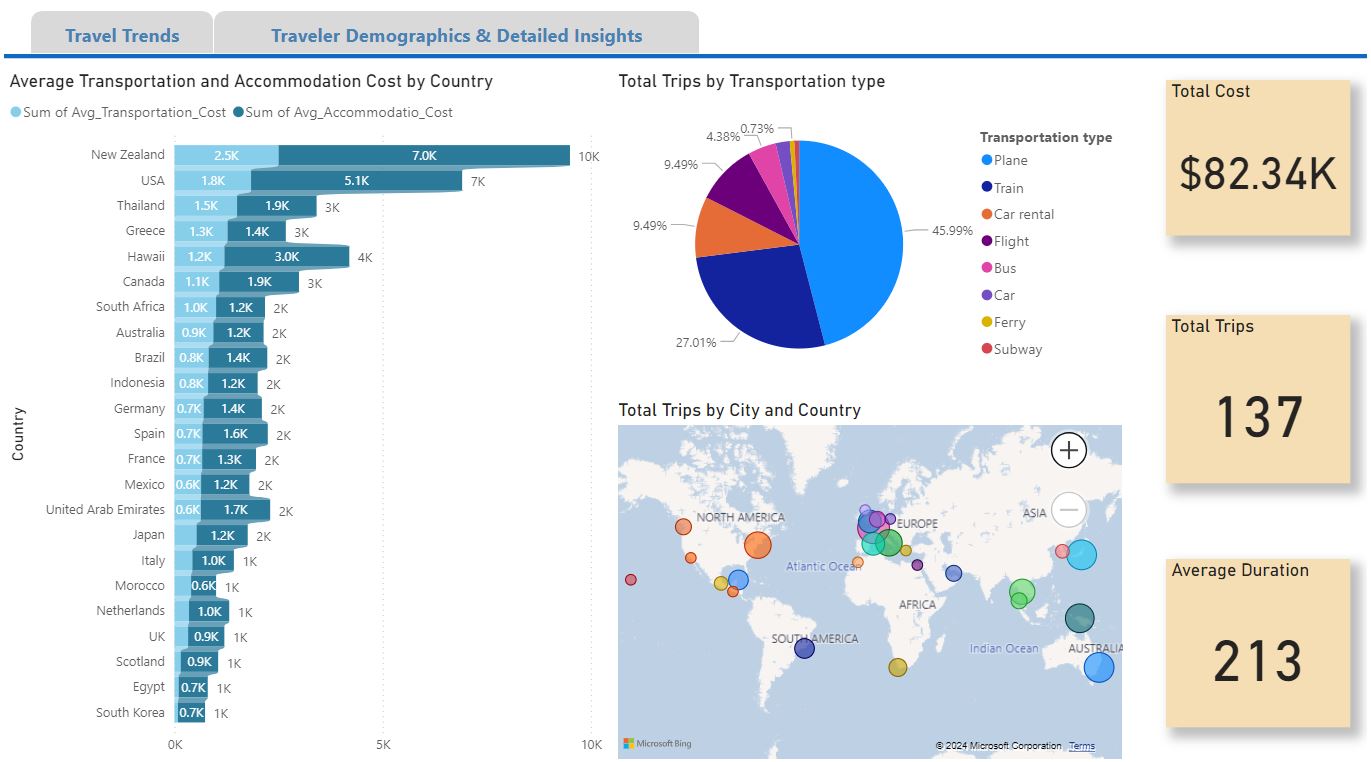 Travel Trends
Traveler Demographics & Detailed Insights
Average Transportation and Accommodation Cost by Country
Sum of Avg_Transportation_Cost Sum of Avg_Accommodatio_Cost
Country
New Zealand 2.5K 7.0K 10K
USA 1.8K 5.1K 7K
Thailand 1.5K 1.9K 3K
Greece 1.3K 1.4K 3K
Hawaii 1.2K 3.0K 4K
Canada 1.1K 1.9K 3K
South Africa 1.0K 1.2K 2K
Australia 0.9K 1.2K 2K
Brazil 0.8K 1.4K 2K
Indonesia 0.8K 1.2K 2K
Germany 0.7K 1.4K 2K
Spain 0.7K 1.6K 2K
France 0.7K 1.3K 2K
Mexico 0.6K 1.2K 2K
United Arab Emirates 0.6K 1.7K 2K
Japan 1.2K 2K
Italy 1.0K 1K
Morocco 0.6K 1K
Netherlands 1.0K 1K
UK 0.9K 1K
Scotland 0.9K 1K
Egypt 0.7K 1K
South Korea 0.7K 1K
0K 5K 10K
Total Trips by Transportation type
0.73%
4.38%
9.49%
9.49%
27.01%
45.99%
Transportation type
Plane
Train
Car rental
Flight
Bus
Car
Ferry
Subway
Total Trips by City and Country
NORTH AMERICA
EUROPE
ASIA
Atlantic Ocean
AFRICA
SOUTH AMERICA
Indian Ocean
AUSTRALIA
Microsoft Bing
© 2024 Microsoft Corporation Terms
Total Cost
$82.34K
Total Trips
137
Average Duration
213